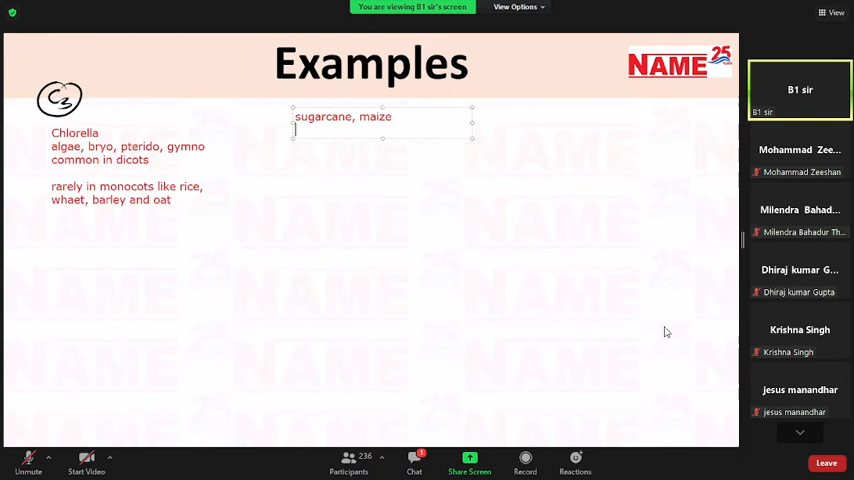 You are viewing B1 sir's screen
View Options
View
Examples
NAME 25
C3
Chlorella
algae, bryo, pterido, gymno
common in dicots
rarely in monocots like rice,
whaet, barley and oat
sugarcane, maize
B1 sir
B1 sir
Mohammad Zee...
Mohammad Zeeshan
Milendra Bahad...
Milendra Bahadur Th...
Dhiraj kumar G...
Dhiraj kumar Gupta
Krishna Singh
Krishna Singh
jesus manandhar
jesus manandhar
Unmute
Start Video
236
Participants
1
Chat
Share Screen
Record
Reactions
Leave